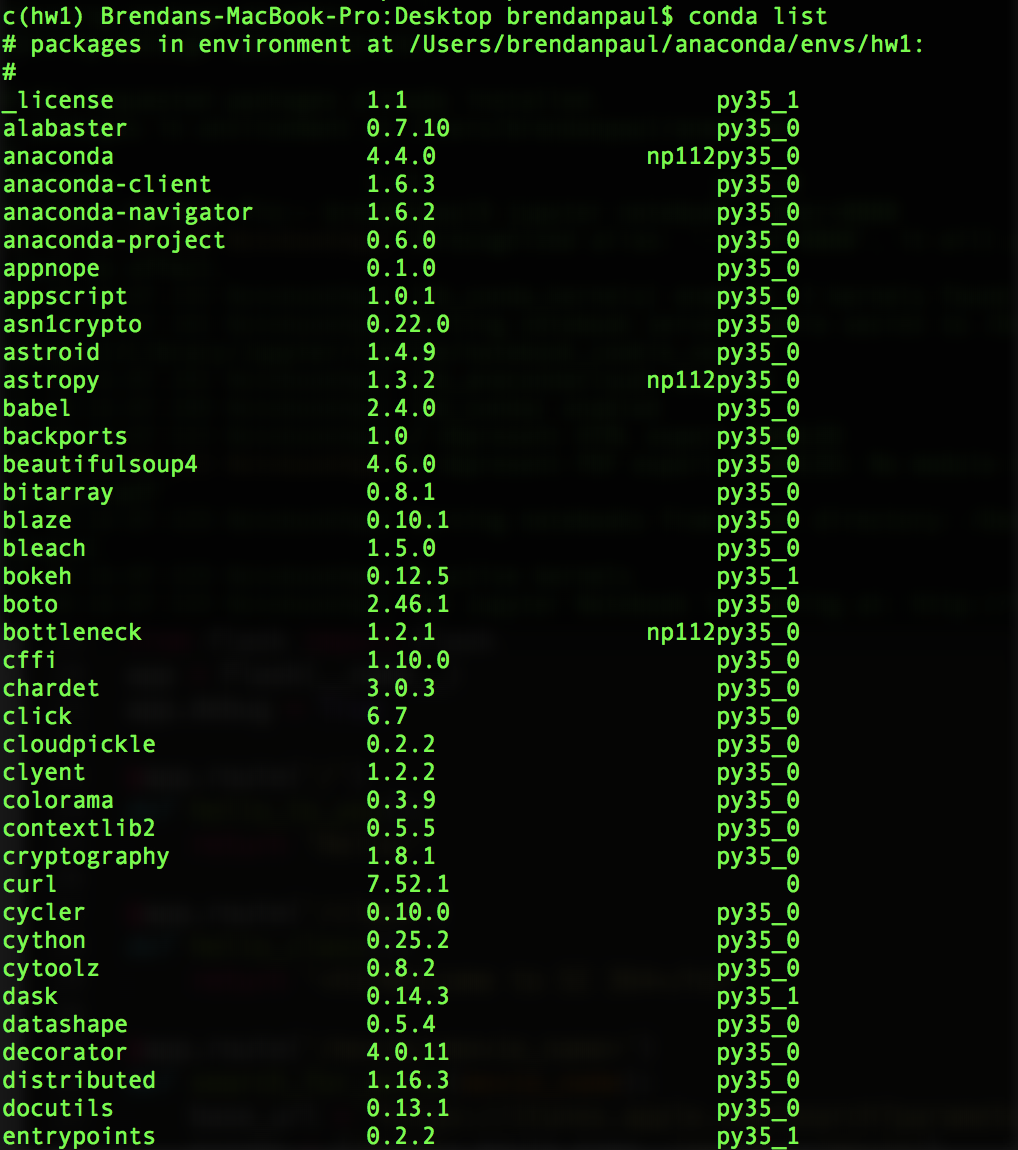 c(hw1) Brendans-MacBook-Pro:Desktop brendanpaul$ conda list
# packages in environment at /Users/brendanpaul/anaconda/envs/hw1:
#
_license 1.1 py35_1
alabaster 0.7.10 py35_0
anaconda 4.4.0 np112py35_0
anaconda-client 1.6.3 py35_0
anaconda-navigator 1.6.2 py35_0
anaconda-project 0.6.0 py35_0
appnope 0.1.0 py35_0
appscript 1.0.1 py35_0
asn1crypto 0.22.0 py35_0
astroid 1.4.9 py35_0
astropy 1.3.2 np112py35_0
babel 2.4.0 py35_0
backports 1.0 py35_0
beautifulsoup4 4.6.0 py35_0
bitarray 0.8.1 py35_0
blaze 0.10.1 py35_0
bleach 1.5.0 py35_0
bokeh 0.12.5 py35_1
boto 2.46.1 py35_0
bottleneck 1.2.1 np112py35_0
cffi 1.10.0 py35_0
chardet 3.0.3 py35_0
click 6.7 py35_0
cloudpickle 0.2.2 py35_0
clyent 1.2.2 py35_0
colorama 0.3.9 py35_0
contextlib2 0.5.5 py35_0
cryptography 1.8.1 py35_0
curl 7.52.1 0
cycler 0.10.0 py35_0
cython 0.25.2 py35_0
cytoolz 0.8.2 py35_0
dask 0.14.3 py35_1
datashape 0.5.4 py35_0
decorator 4.0.11 py35_0
distributed 1.16.3 py35_0
docutils 0.13.1 py35_0
entrypoints 0.2.2 py35_1